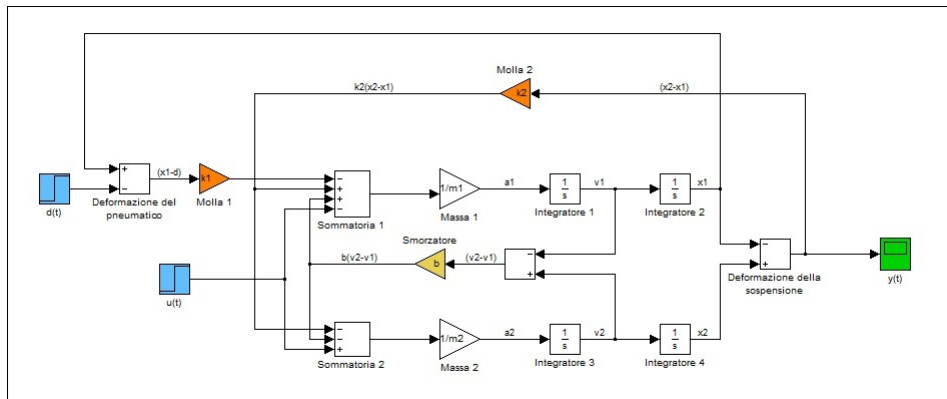 Molla 2
k2(x2-x1)
k2
(x2-x1)
+
−
(x1-d)
k1
d(t)
Deformazione del
pneumatico
Molla 1
−
+
+
−
Sommatoria 1
1/m1
Massa 1
a1
1
s
Integratore 1
v1
1
s
Integratore 2
x1
Smorzatore
b(v2-v1)
b
(v2-v1)
−
+
−
+
Deformazione della
sospensione
y(t)
u(t)
−
−
+
Sommatoria 2
1/m2
Massa 2
a2
1
s
Integratore 3
v2
1
s
Integratore 4
x2